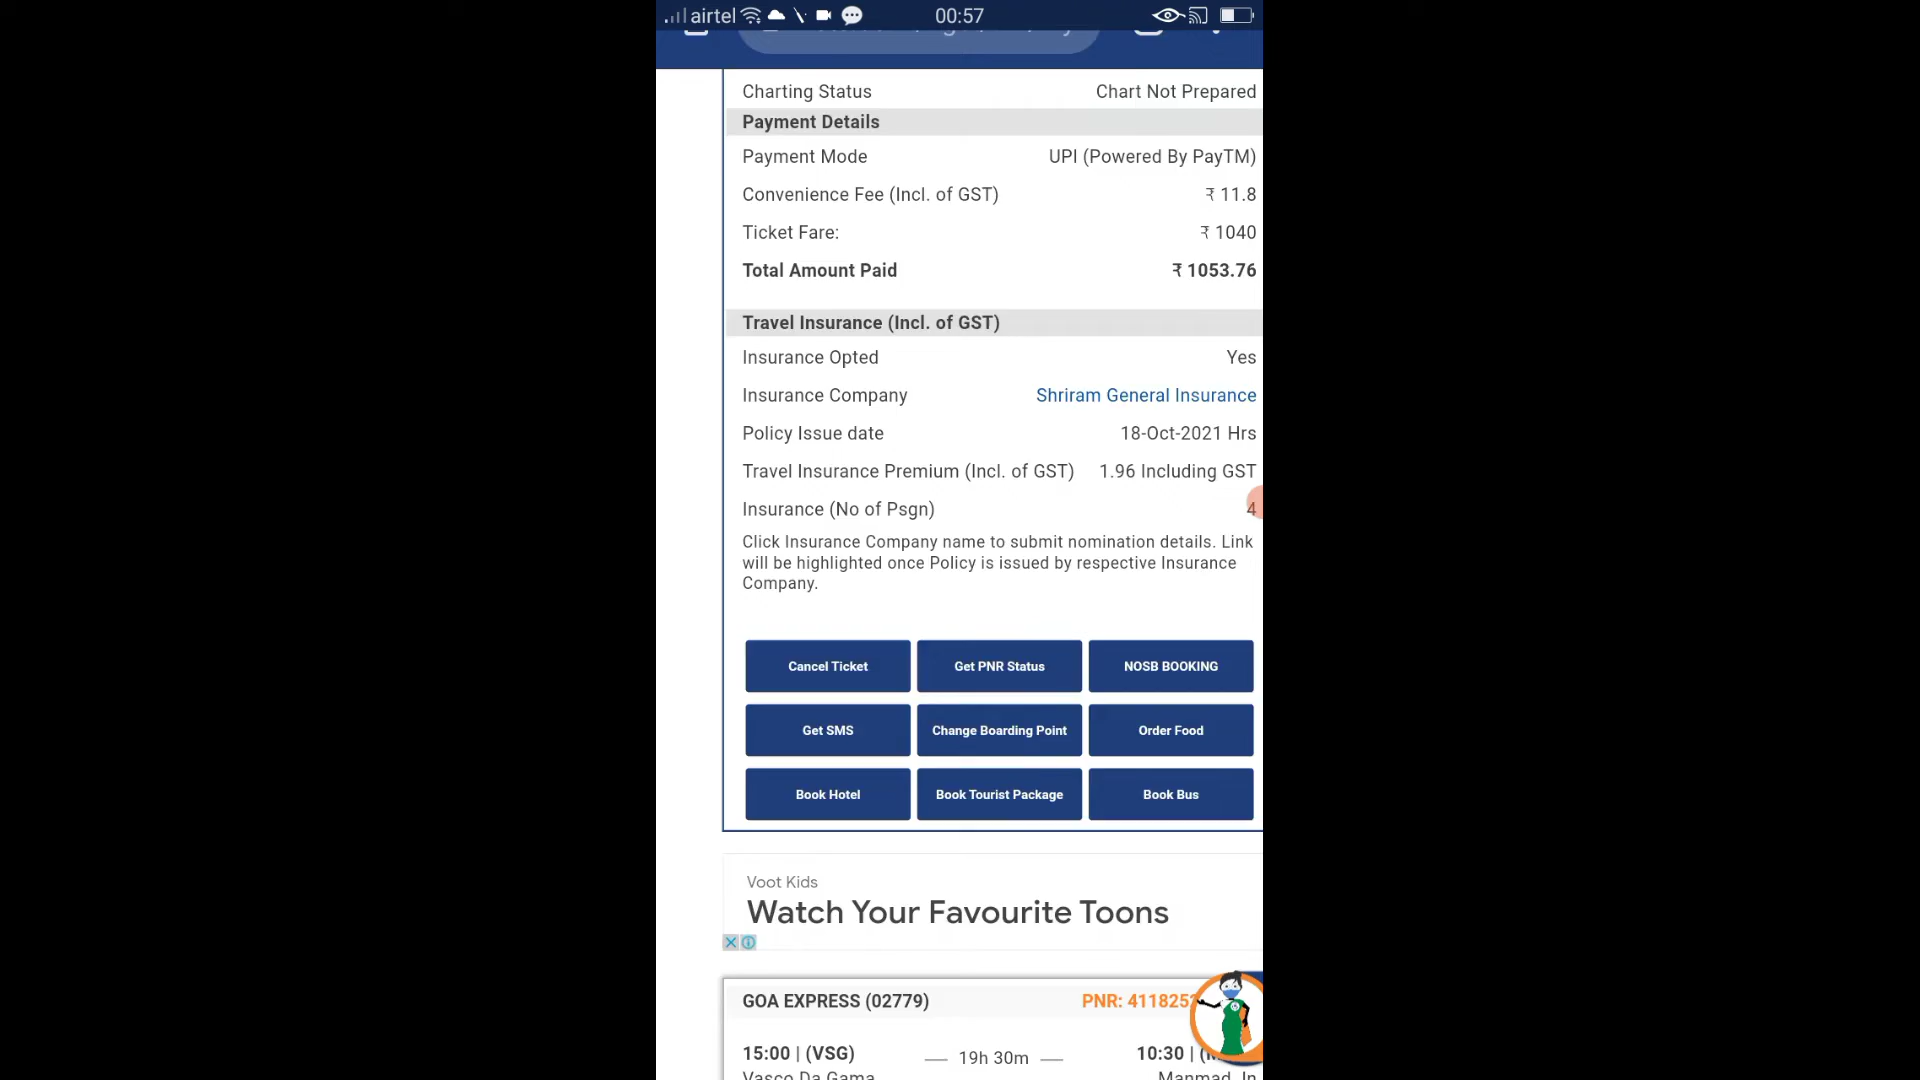 airtel 00:57
Charting Status Chart Not Prepared
Payment Details
Payment Mode UPI (Powered By PayTM)
Convenience Fee (Incl. of GST) ₹ 11.8
Ticket Fare: ₹ 1040
Total Amount Paid ₹ 1053.76
Travel Insurance (Incl. of GST)
Insurance Opted Yes
Insurance Company Shriram General Insurance
Policy Issue date 18-Oct-2021 Hrs
Travel Insurance Premium (Incl. of GST) 1.96 Including GST
Insurance (No of Psgn) 4
Click Insurance Company name to submit nomination details. Link
will be highlighted once Policy is issued by respective Insurance
Company.
Cancel Ticket Get PNR Status NOSB BOOKING
Get SMS Change Boarding Point Order Food
Book Hotel Book Tourist Package Book Bus
Voot Kids
Watch Your Favourite Toons
GOA EXPRESS (02779) PNR: 411825
15:00 | (VSG) 19h 30m 10:30 |
Vasco Da Gama Manmad